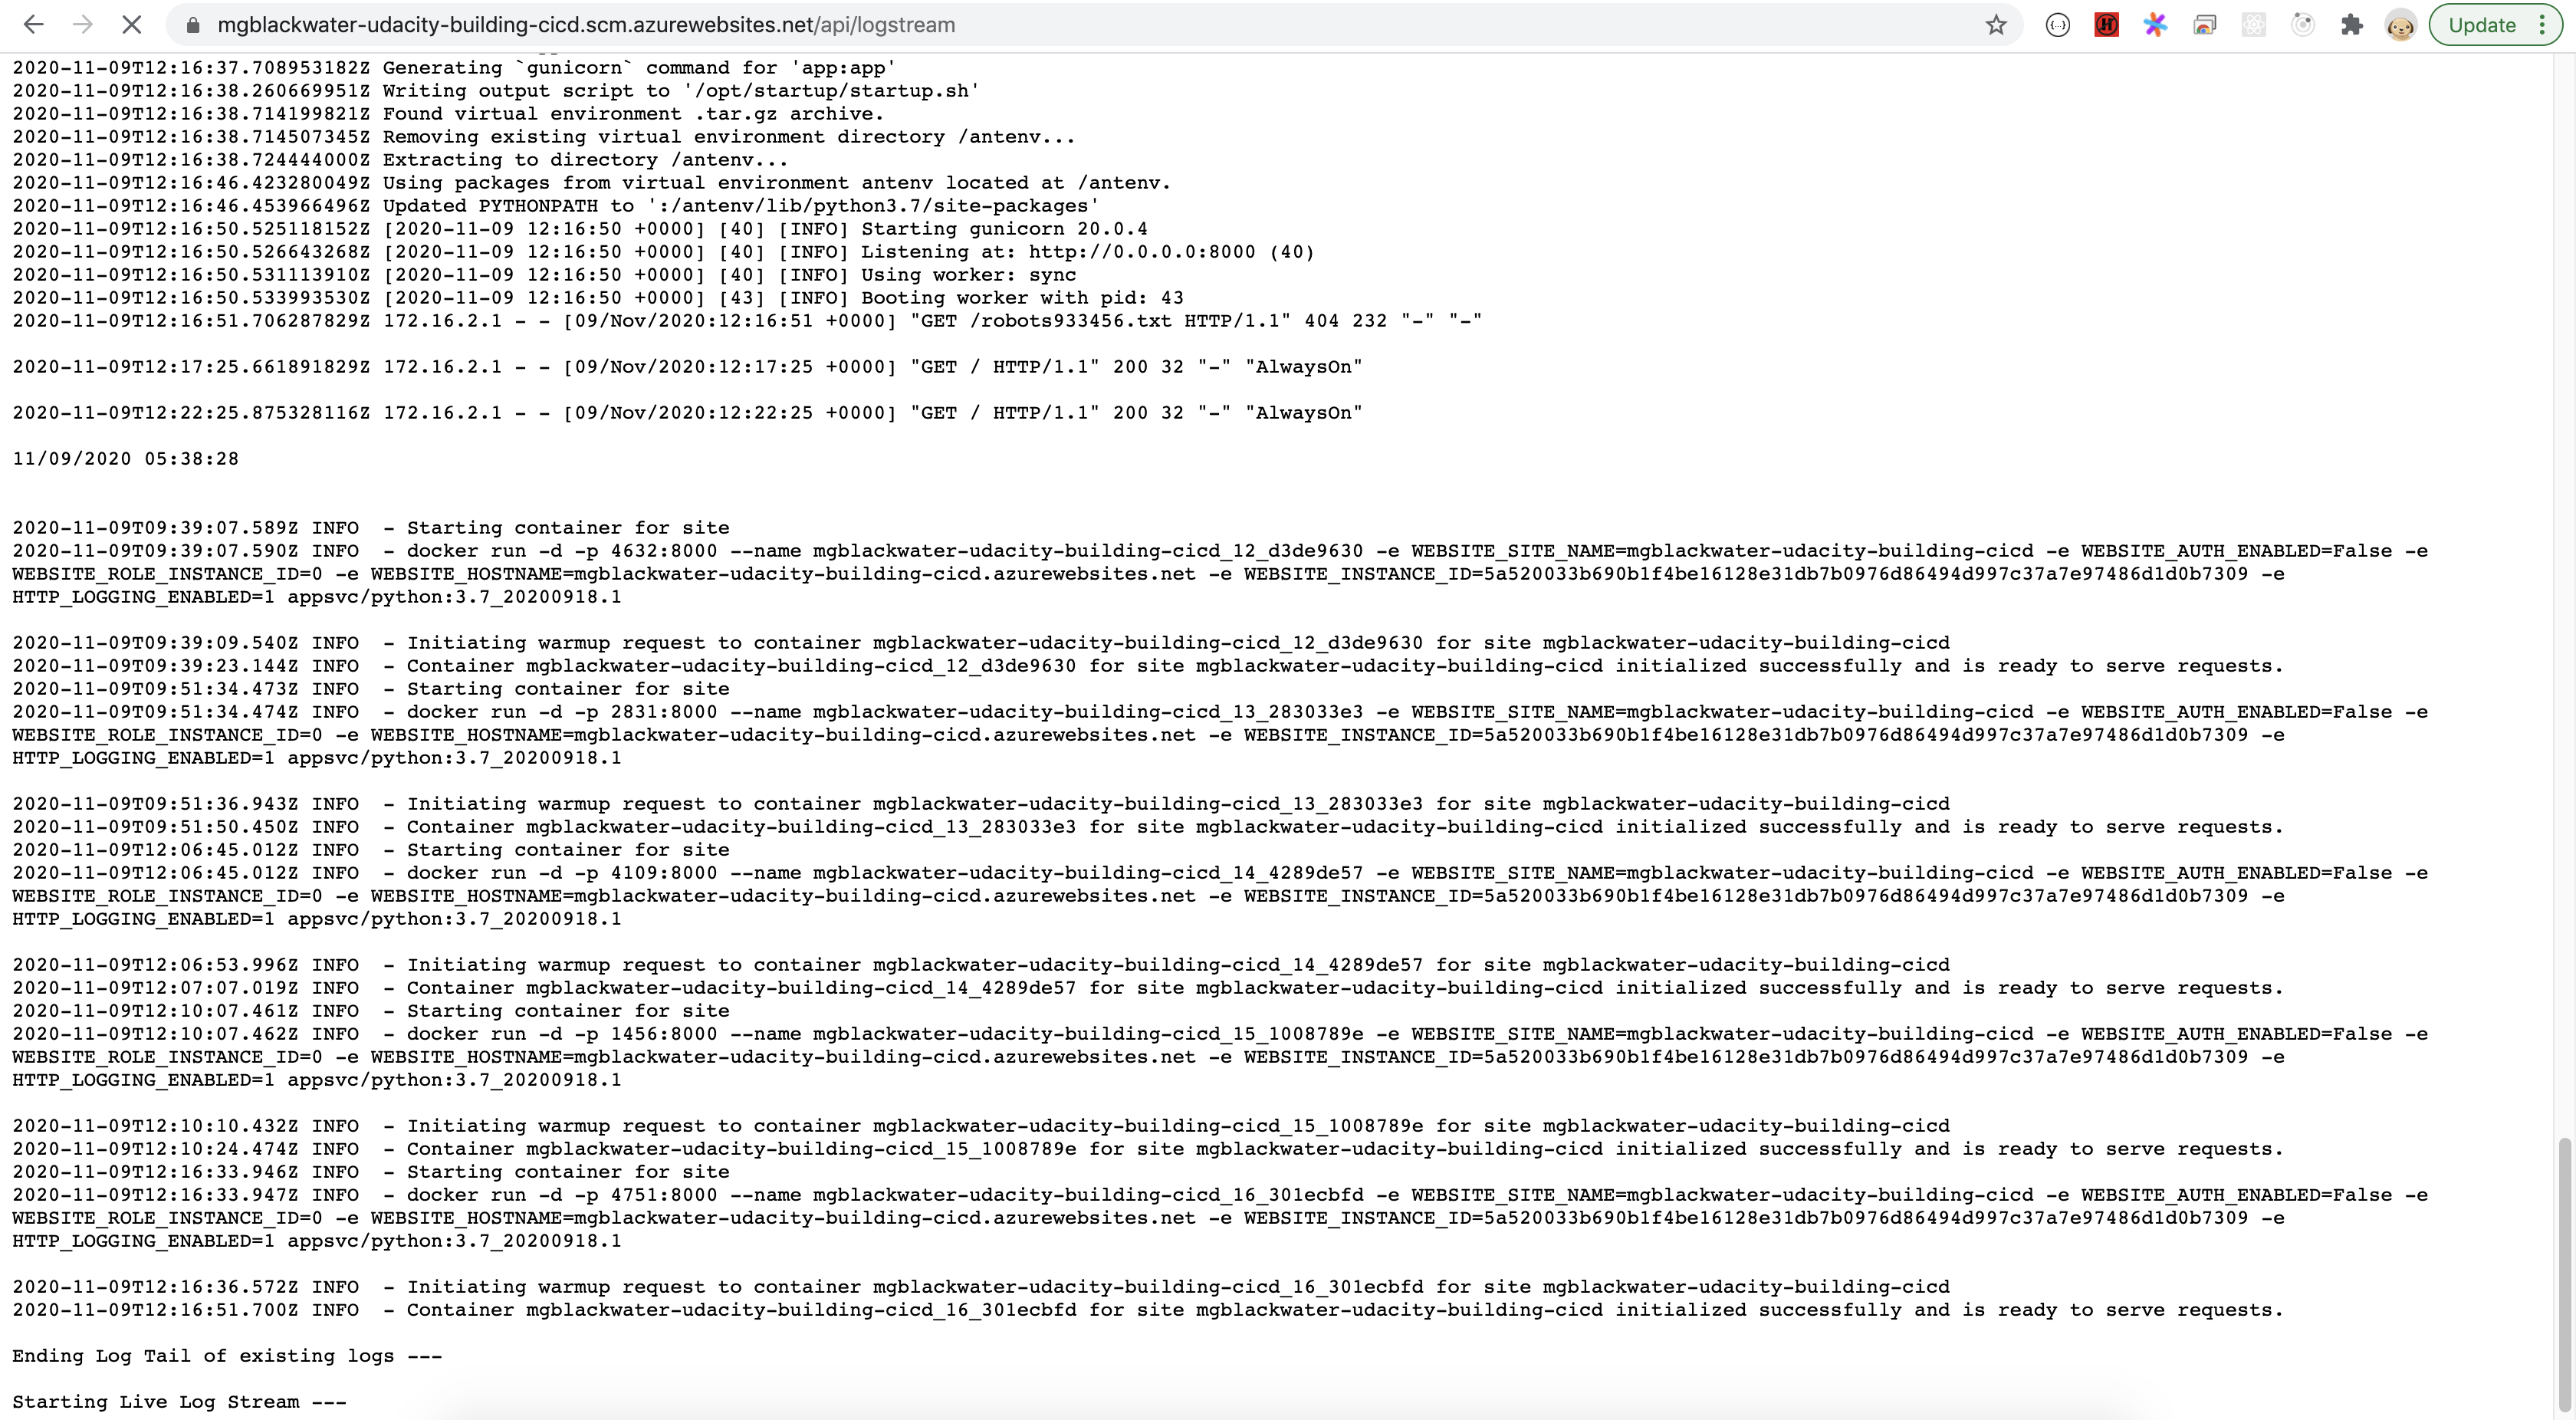 mgblackwater-udacity-building-cicd.scm.azurewebsites.net/api/logstream
Update
2020-11-09T12:16:37.708953182Z Generating `gunicorn` command for 'app:app'
2020-11-09T12:16:38.260669951Z Writing output script to '/opt/startup/startup.sh'
2020-11-09T12:16:38.714199821Z Found virtual environment .tar.gz archive.
2020-11-09T12:16:38.714507345Z Removing existing virtual environment directory /antenv...
2020-11-09T12:16:38.724444000Z Extracting to directory /antenv...
2020-11-09T12:16:46.423280049Z Using packages from virtual environment antenv located at /antenv.
2020-11-09T12:16:46.453966496Z Updated PYTHONPATH to ':/antenv/lib/python3.7/site-packages'
2020-11-09T12:16:50.525118152Z [2020-11-09 12:16:50 +0000] [40] [INFO] Starting gunicorn 20.0.4
2020-11-09T12:16:50.526643268Z [2020-11-09 12:16:50 +0000] [40] [INFO] Listening at: http://0.0.0.0:8000 (40)
2020-11-09T12:16:50.531113910Z [2020-11-09 12:16:50 +0000] [40] [INFO] Using worker: sync
2020-11-09T12:16:50.533993530Z [2020-11-09 12:16:50 +0000] [43] [INFO] Booting worker with pid: 43
2020-11-09T12:16:51.706287829Z 172.16.2.1 - - [09/Nov/2020:12:16:51 +0000] "GET /robots933456.txt HTTP/1.1" 404 232 "-" "-"
2020-11-09T12:17:25.661891829Z 172.16.2.1 - - [09/Nov/2020:12:17:25 +0000] "GET / HTTP/1.1" 200 32 "-" "AlwaysOn"
2020-11-09T12:22:25.875328116Z 172.16.2.1 - - [09/Nov/2020:12:22:25 +0000] "GET / HTTP/1.1" 200 32 "-" "AlwaysOn"
11/09/2020 05:38:28
2020-11-09T09:39:07.589Z INFO  - Starting container for site
2020-11-09T09:39:07.590Z INFO  - docker run -d -p 4632:8000 --name mgblackwater-udacity-building-cicd_12_d3de9630 -e WEBSITE_SITE_NAME=mgblackwater-udacity-building-cicd -e WEBSITE_AUTH_ENABLED=False -e
WEBSITE_ROLE_INSTANCE_ID=0 -e WEBSITE_HOSTNAME=mgblackwater-udacity-building-cicd.azurewebsites.net -e WEBSITE_INSTANCE_ID=5a520033b690b1f4be16128e31db7b0976d86494d997c37a7e97486d1d0b7309 -e
HTTP_LOGGING_ENABLED=1 appsvc/python:3.7_20200918.1
2020-11-09T09:39:09.540Z INFO  - Initiating warmup request to container mgblackwater-udacity-building-cicd_12_d3de9630 for site mgblackwater-udacity-building-cicd
2020-11-09T09:39:23.144Z INFO  - Container mgblackwater-udacity-building-cicd_12_d3de9630 for site mgblackwater-udacity-building-cicd initialized successfully and is ready to serve requests.
2020-11-09T09:51:34.473Z INFO  - Starting container for site
2020-11-09T09:51:34.474Z INFO  - docker run -d -p 2831:8000 --name mgblackwater-udacity-building-cicd_13_283033e3 -e WEBSITE_SITE_NAME=mgblackwater-udacity-building-cicd -e WEBSITE_AUTH_ENABLED=False -e
WEBSITE_ROLE_INSTANCE_ID=0 -e WEBSITE_HOSTNAME=mgblackwater-udacity-building-cicd.azurewebsites.net -e WEBSITE_INSTANCE_ID=5a520033b690b1f4be16128e31db7b0976d86494d997c37a7e97486d1d0b7309 -e
HTTP_LOGGING_ENABLED=1 appsvc/python:3.7_20200918.1
2020-11-09T09:51:36.943Z INFO  - Initiating warmup request to container mgblackwater-udacity-building-cicd_13_283033e3 for site mgblackwater-udacity-building-cicd
2020-11-09T09:51:50.450Z INFO  - Container mgblackwater-udacity-building-cicd_13_283033e3 for site mgblackwater-udacity-building-cicd initialized successfully and is ready to serve requests.
2020-11-09T12:06:45.012Z INFO  - Starting container for site
2020-11-09T12:06:45.012Z INFO  - docker run -d -p 4109:8000 --name mgblackwater-udacity-building-cicd_14_4289de57 -e WEBSITE_SITE_NAME=mgblackwater-udacity-building-cicd -e WEBSITE_AUTH_ENABLED=False -e
WEBSITE_ROLE_INSTANCE_ID=0 -e WEBSITE_HOSTNAME=mgblackwater-udacity-building-cicd.azurewebsites.net -e WEBSITE_INSTANCE_ID=5a520033b690b1f4be16128e31db7b0976d86494d997c37a7e97486d1d0b7309 -e
HTTP_LOGGING_ENABLED=1 appsvc/python:3.7_20200918.1
2020-11-09T12:06:53.996Z INFO  - Initiating warmup request to container mgblackwater-udacity-building-cicd_14_4289de57 for site mgblackwater-udacity-building-cicd
2020-11-09T12:07:07.019Z INFO  - Container mgblackwater-udacity-building-cicd_14_4289de57 for site mgblackwater-udacity-building-cicd initialized successfully and is ready to serve requests.
2020-11-09T12:10:07.461Z INFO  - Starting container for site
2020-11-09T12:10:07.462Z INFO  - docker run -d -p 1456:8000 --name mgblackwater-udacity-building-cicd_15_1008789e -e WEBSITE_SITE_NAME=mgblackwater-udacity-building-cicd -e WEBSITE_AUTH_ENABLED=False -e
WEBSITE_ROLE_INSTANCE_ID=0 -e WEBSITE_HOSTNAME=mgblackwater-udacity-building-cicd.azurewebsites.net -e WEBSITE_INSTANCE_ID=5a520033b690b1f4be16128e31db7b0976d86494d997c37a7e97486d1d0b7309 -e
HTTP_LOGGING_ENABLED=1 appsvc/python:3.7_20200918.1
2020-11-09T12:10:10.432Z INFO  - Initiating warmup request to container mgblackwater-udacity-building-cicd_15_1008789e for site mgblackwater-udacity-building-cicd
2020-11-09T12:10:24.474Z INFO  - Container mgblackwater-udacity-building-cicd_15_1008789e for site mgblackwater-udacity-building-cicd initialized successfully and is ready to serve requests.
2020-11-09T12:16:33.946Z INFO  - Starting container for site
2020-11-09T12:16:33.947Z INFO  - docker run -d -p 4751:8000 --name mgblackwater-udacity-building-cicd_16_301ecbfd -e WEBSITE_SITE_NAME=mgblackwater-udacity-building-cicd -e WEBSITE_AUTH_ENABLED=False -e
WEBSITE_ROLE_INSTANCE_ID=0 -e WEBSITE_HOSTNAME=mgblackwater-udacity-building-cicd.azurewebsites.net -e WEBSITE_INSTANCE_ID=5a520033b690b1f4be16128e31db7b0976d86494d997c37a7e97486d1d0b7309 -e
HTTP_LOGGING_ENABLED=1 appsvc/python:3.7_20200918.1
2020-11-09T12:16:36.572Z INFO  - Initiating warmup request to container mgblackwater-udacity-building-cicd_16_301ecbfd for site mgblackwater-udacity-building-cicd
2020-11-09T12:16:51.700Z INFO  - Container mgblackwater-udacity-building-cicd_16_301ecbfd for site mgblackwater-udacity-building-cicd initialized successfully and is ready to serve requests.
Ending Log Tail of existing logs ---
Starting Live Log Stream ---